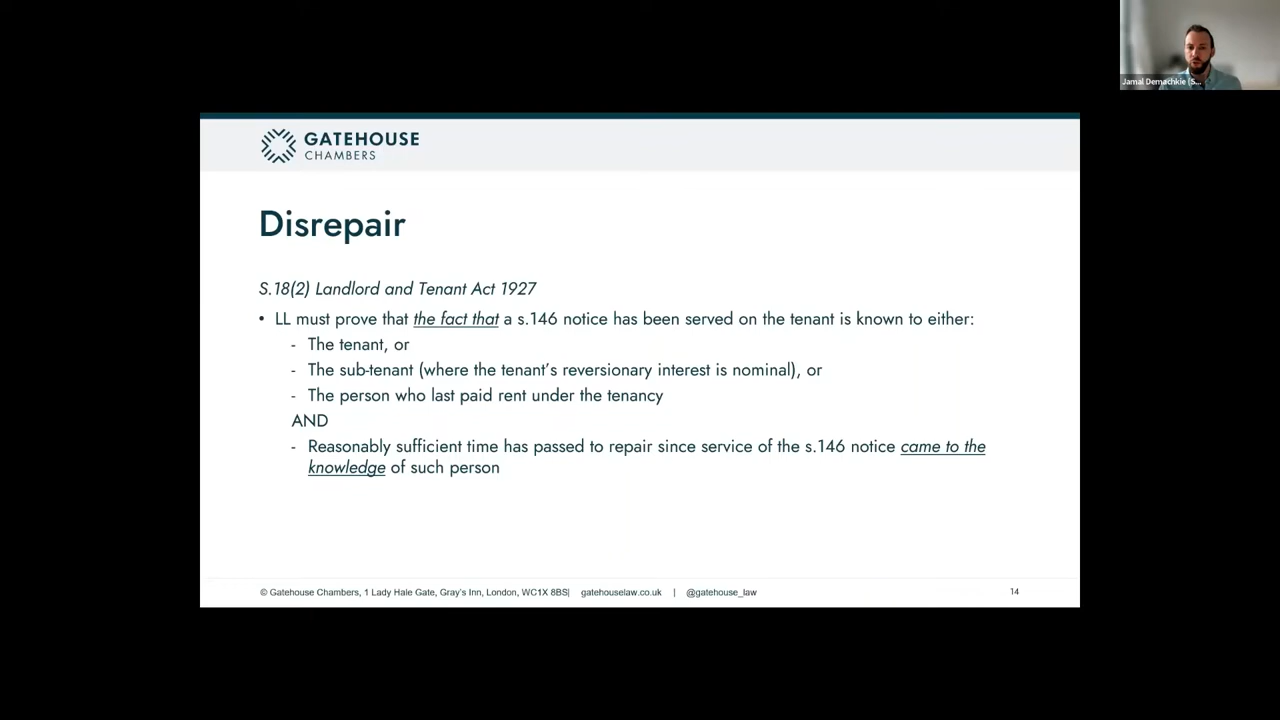 Jamal Demachkie (S...
GATEHOUSE
CHAMBERS
Disrepair
S.18(2) Landlord and Tenant Act 1927
• LL must prove that the fact that a s.146 notice has been served on the tenant is known to either:
- The tenant, or
- The sub-tenant (where the tenant's reversionary interest is nominal), or
- The person who last paid rent under the tenancy
AND
- Reasonably sufficient time has passed to repair since service of the s.146 notice came to the
knowledge of such person
© Gatehouse Chambers, 1 Lady Hale Gate, Gray's Inn, London, WC1X 8BS| gatehouselaw.co.uk | @gatehouse_law 14